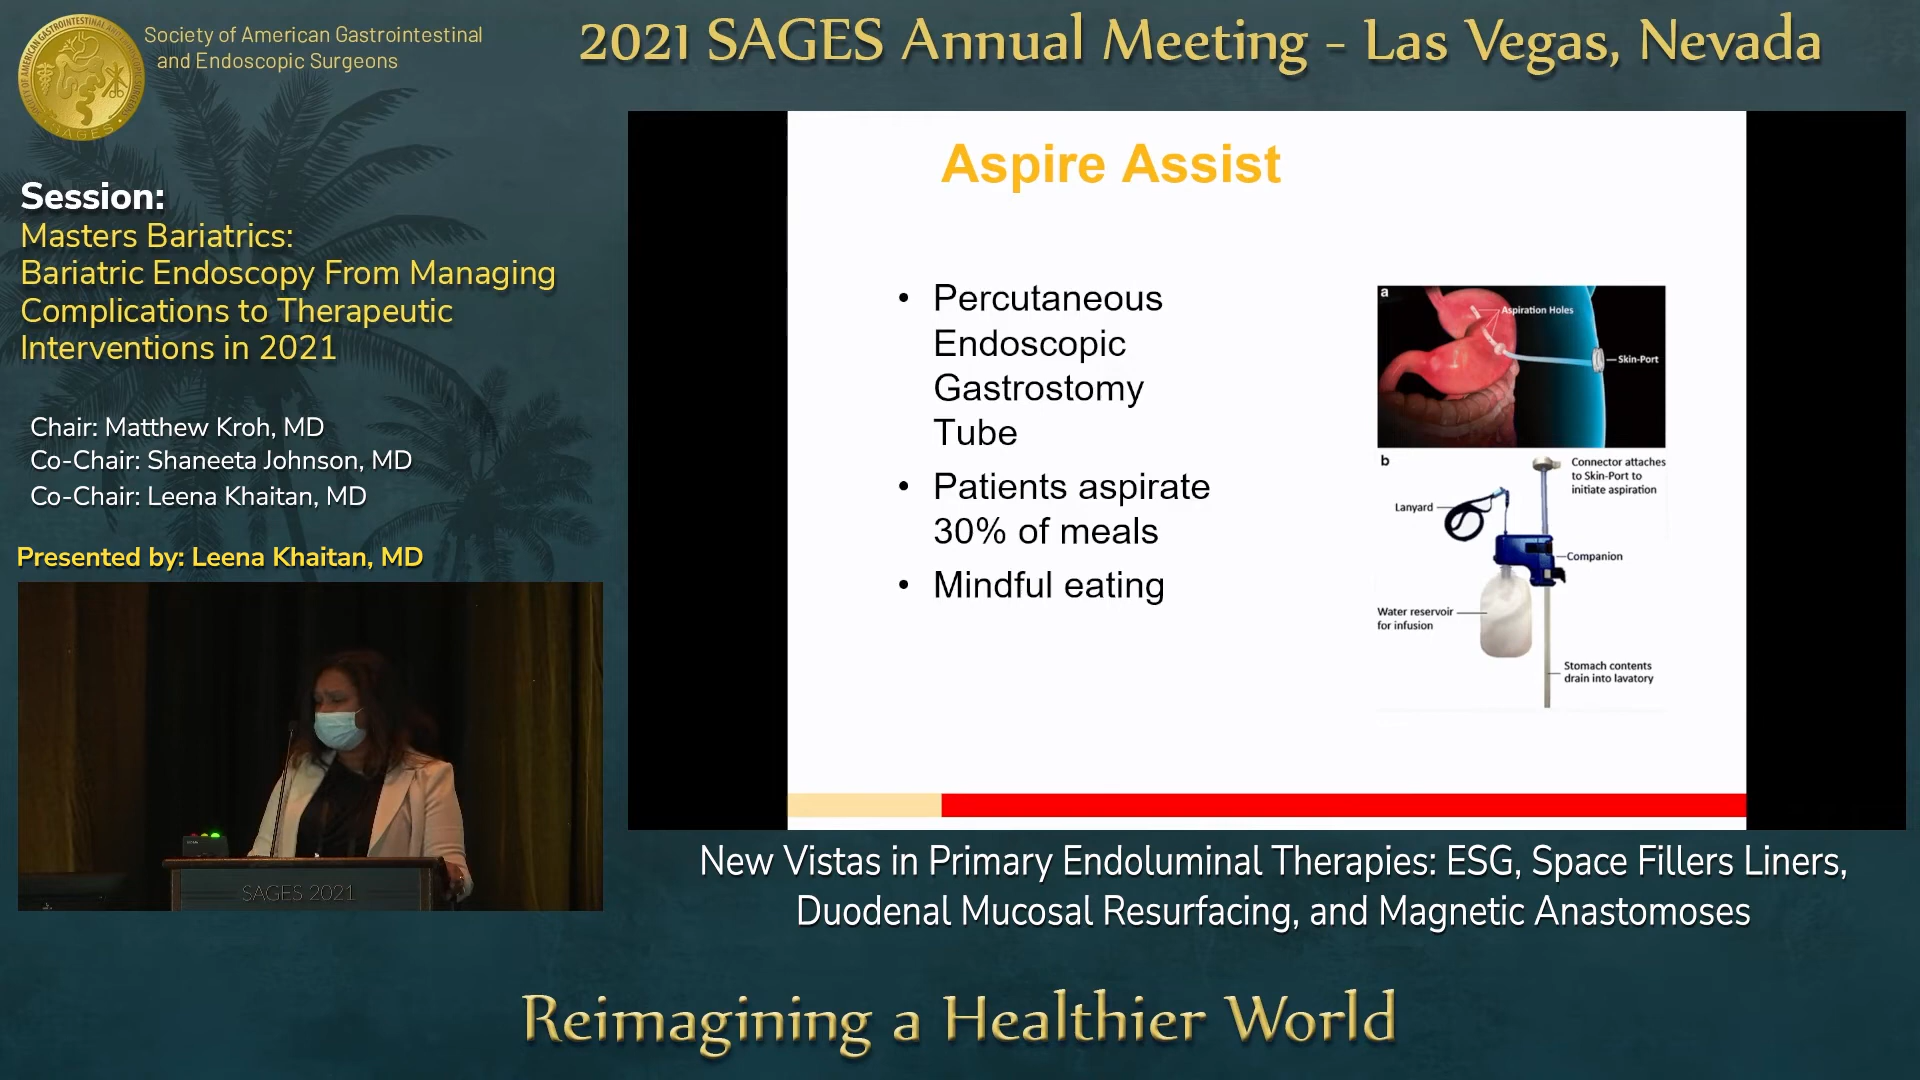 Society of American Gastrointestinal
and Endoscopic Surgeons
SAGES
2021 SAGES Annual Meeting - Las Vegas, Nevada
Session:
Masters Bariatrics:
Bariatric Endoscopy From Managing
Complications to Therapeutic
Interventions in 2021
Chair: Matthew Kroh, MD
Co-Chair: Shaneeta Johnson, MD
Co-Chair: Leena Khaitan, MD
Presented by: Leena Khaitan, MD
SAGES 2021
Aspire Assist
• Percutaneous
Endoscopic
Gastrostomy
Tube
• Patients aspirate
30% of meals
• Mindful eating
a
Aspiration Holes
Skin-Port
b
Connector attaches
to Skin-Port to
initiate aspiration
Lanyard
Companion
Water reservoir
for infusion
Stomach contents
drain into lavatory
New Vistas in Primary Endoluminal Therapies: ESG, Space Fillers Liners,
Duodenal Mucosal Resurfacing, and Magnetic Anastomoses
Reimagining a Healthier World